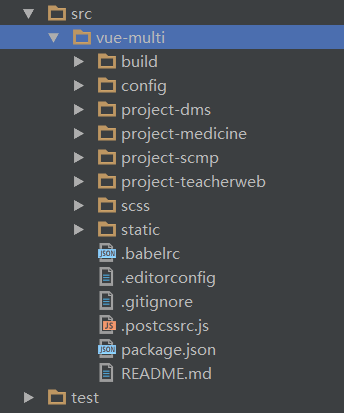 src
vue-multi
build
config
project-dms
project-medicine
project-scmp
project-teacherweb
scss
static
.babelrc
.editorconfig
.gitignore
.postcssrc.js
package.json
README.md
test